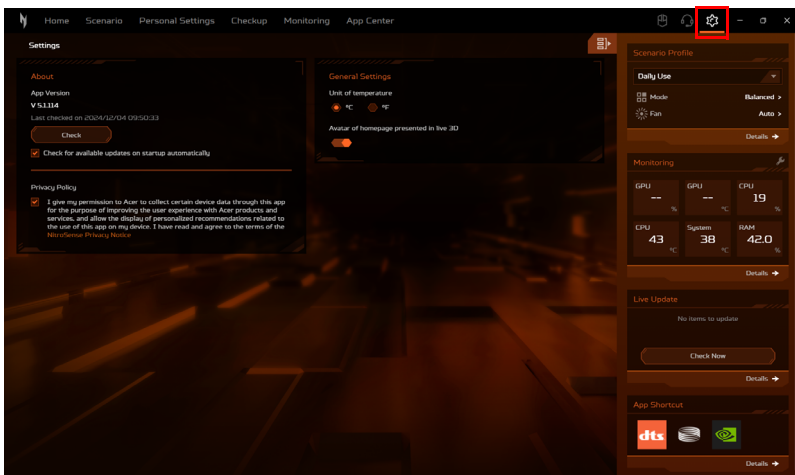 Home Scenario Personal Settings Checkup Monitoring App Center
Settings
About
App Version
V 5.1.114
Last checked on 2024/12/04 09:50:33
Check
Check for available updates on startup automatically
Privacy Policy
I give my permission to Acer to collect certain device data through this app
for the purpose of improving the user experience with Acer products and
services, and allow the display of personalized recommendations related to
the use of this app on my device. I have read and agree to the terms of the
NitroSense Privacy Notice
General Settings
Unit of temperature
°C °F
Avatar of homepage presented in live 3D
Scenario Profile
Daily Use
Mode Balanced >
Fan Auto >
Details →
Monitoring
GPU GPU CPU
-- -- 19
% °C %
CPU System RAM
43 38 42.0
°C °C %
Details →
Live Update
No items to update
Check Now
Details →
App Shortcut
dts
Details →